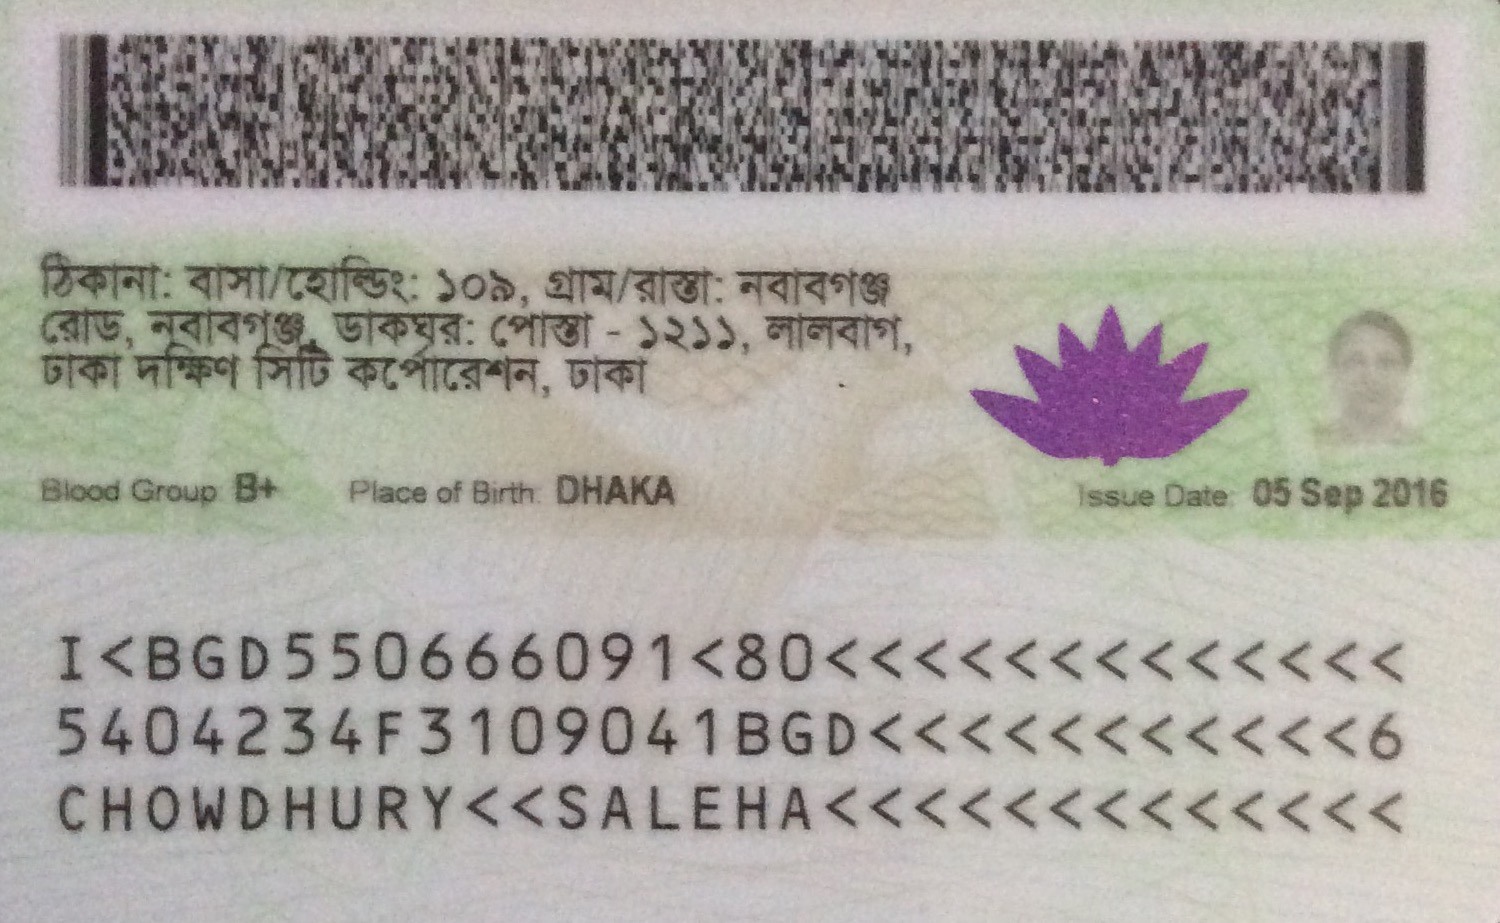 ঠিকানা: বাসা/হোল্ডিং: ১০৯, গ্রাম/রাস্তা: নবাবগঞ্জ
রোড, নবাবগঞ্জ, ডাকঘর: পোস্তা - ১২১১, লালবাগ,
ঢাকা দক্ষিণ সিটি কর্পোরেশন, ঢাকা
Blood Group B+ Place of Birth: DHAKA Issue Date: 05 Sep 2016
I<BGD550666091<80<<<<<<<<<<<<<
5404234F3109041BGD<<<<<<<<<<<6
CHOWDHURY<<SALEHA<<<<<<<<<<<<<